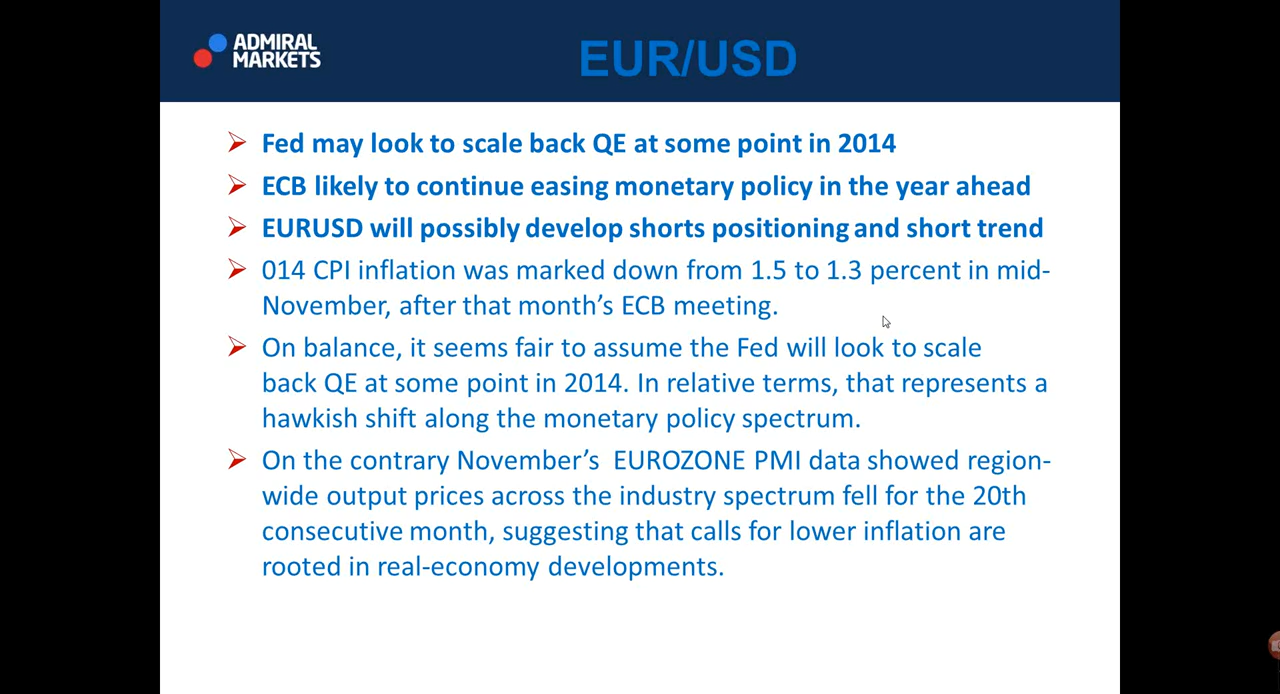 ADMIRAL
MARKETS
EUR/USD
Fed may look to scale back QE at some point in 2014
ECB likely to continue easing monetary policy in the year ahead
EURUSD will possibly develop shorts positioning and short trend
014 CPI inflation was marked down from 1.5 to 1.3 percent in mid-
November, after that month’s ECB meeting.
On balance, it seems fair to assume the Fed will look to scale
back QE at some point in 2014. In relative terms, that represents a
hawkish shift along the monetary policy spectrum.
On the contrary November’s  EUROZONE PMI data showed region-
wide output prices across the industry spectrum fell for the 20th
consecutive month, suggesting that calls for lower inflation are
rooted in real-economy developments.